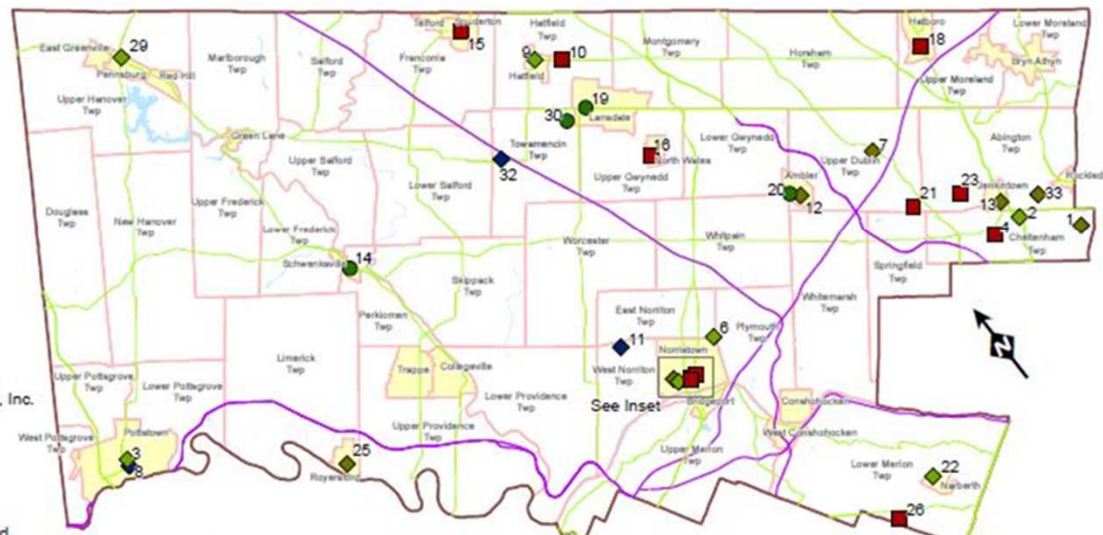 Telford
Souderton
Hatfield
Twp
Hatboro
Lower Moreland
Twp
East Greenville
29
15
Montgomery
Twp
18
Marlborough
Twp
Salford
Twp
Franconia
Twp
9
10
Horsham
Twp
Bryn Athyn
Pennsburg
Red Hill
Hatfield
Upper Moreland
Twp
Upper Hanover
Twp
19
30
Lansdale
Green Lane
Towamencin
Twp
Lower Gwynedd
Twp
7
Abington
Twp
16
North Wales
Upper Dublin
Twp
Upper Salford
Twp
32
Upper Gwynedd
Twp
Ambler
23
Lower Salford
Twp
20
12
21
Jenkintown
13
33
Douglass
Twp
New Hanover
Twp
Upper Frederick
Twp
2
1
4
Cheltenham
Twp
Lower Frederick
Twp
Worcester
Twp
Whitpain
Twp
Springfield
Twp
14
Schwenksville
Skippack
Twp
Whitemarsh
Twp
Perkiomen
Twp
East Norriton
Twp
Plymouth
Twp
6
11
Norristown
Limerick
Twp
Trappe
Collegeville
West Norriton
Twp
Upper Pottsgrove
Twp
Lower Pottsgrove
Twp
, Inc.
Lower Providence
Twp
See Inset
Bridgeport
Conshohocken
West Pottsgrove
Twp
Pottstown
Upper Providence
Twp
West Conshohocken
3
8
25
Royersford
Upper Merion
Twp
Lower Merion
Twp
22
Narberth
26
N